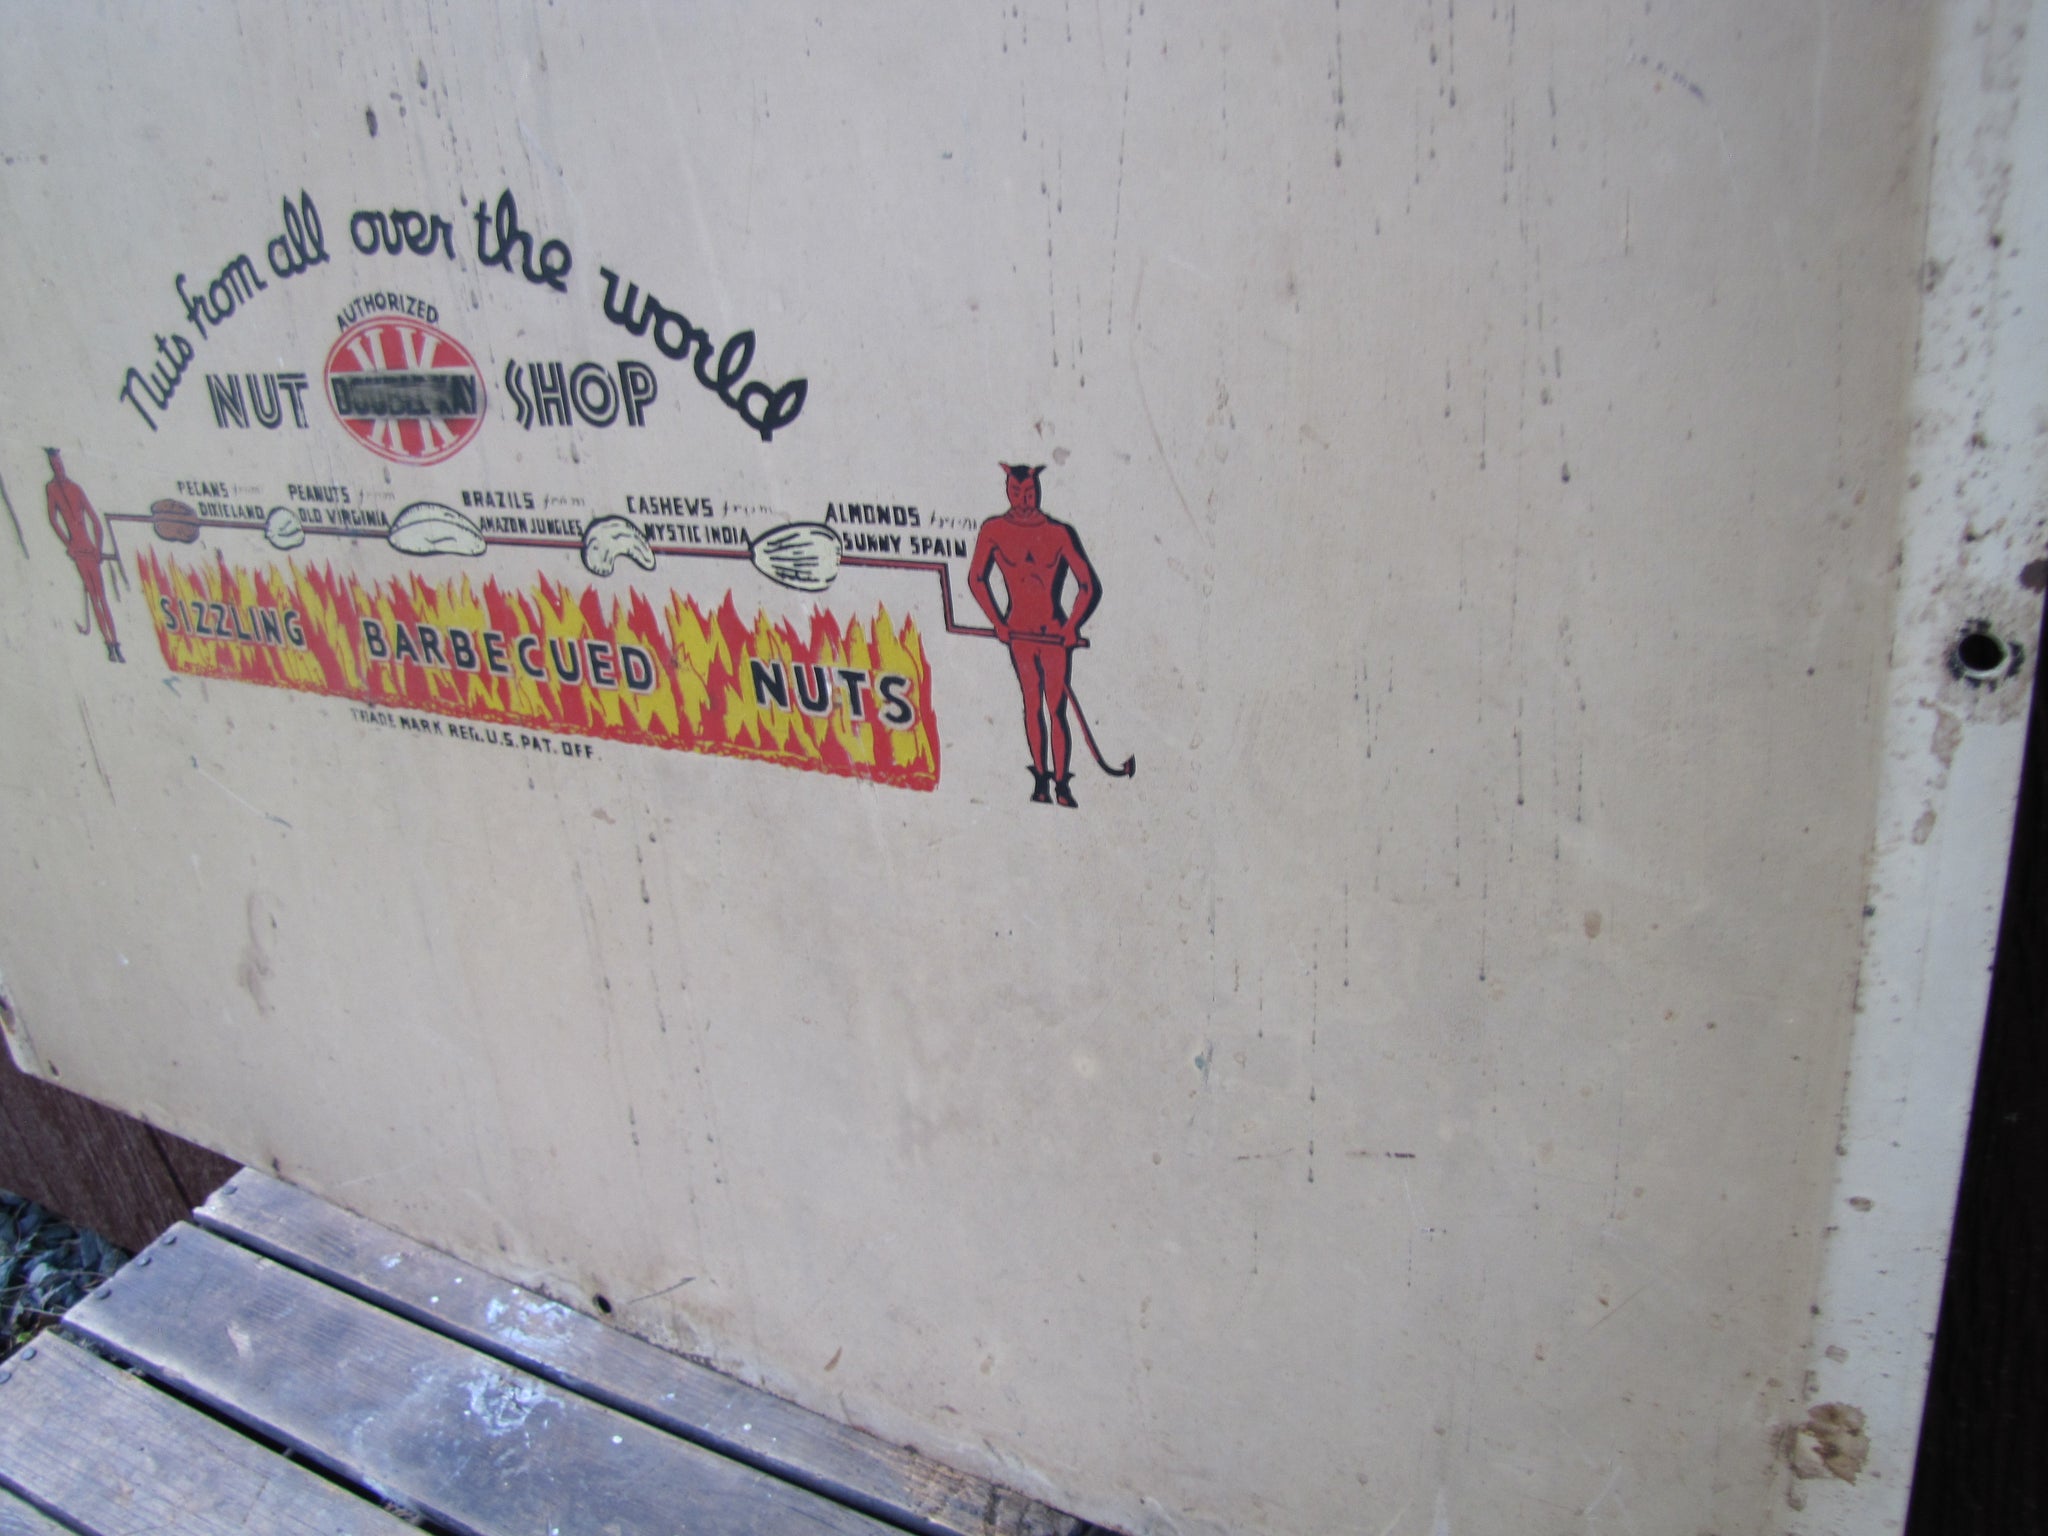 Nuts from all over the world
AUTHORIZED
NUT KK SHOP
DOUBLE KAY
PECANS from
DIXIELAND
PEANUTS from
OLD VIRGINIA
BRAZILS from
AMAZON JUNGLES
CASHEWS from
MYSTIC INDIA
ALMONDS from
SUNNY SPAIN
SIZZLING BARBECUED NUTS
TRADE MARK REG. U.S. PAT. OFF.